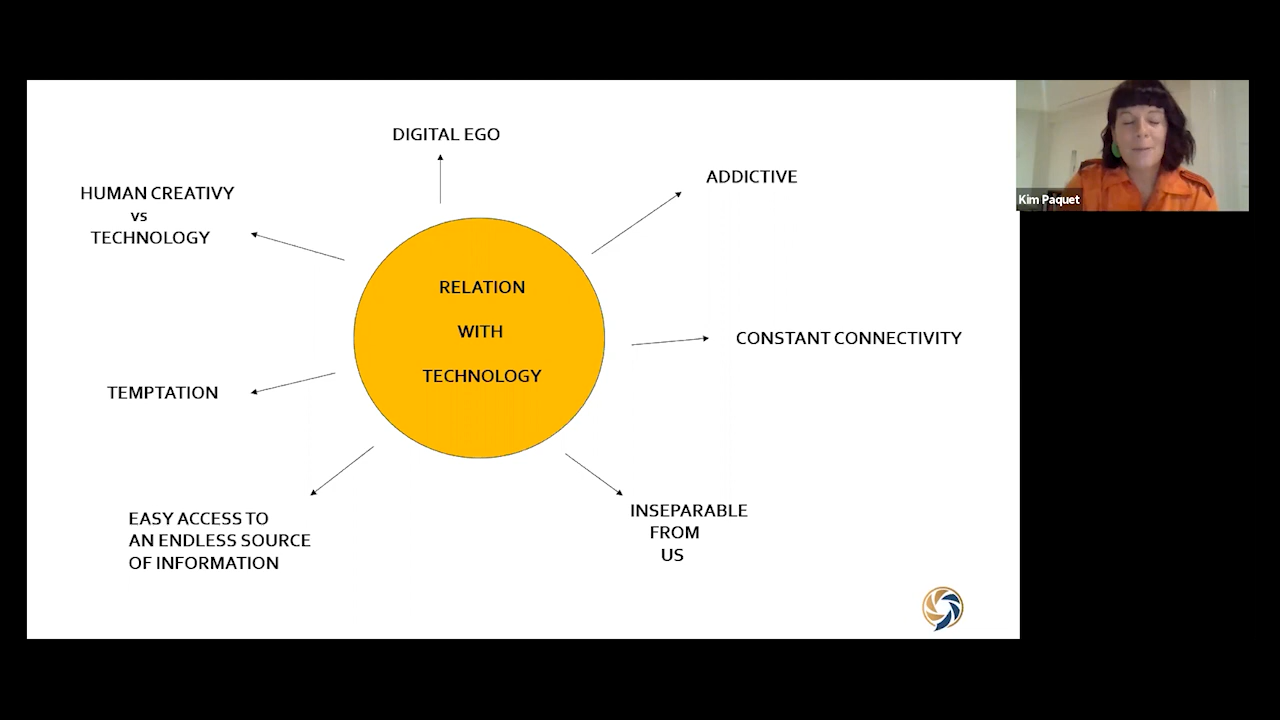 DIGITAL EGO
ADDICTIVE
HUMAN CREATIVY
vs
TECHNOLOGY
RELATION
WITH
TECHNOLOGY
CONSTANT CONNECTIVITY
TEMPTATION
EASY ACCESS TO
AN ENDLESS SOURCE
OF INFORMATION
INSEPARABLE
FROM
US
Kim Paquet